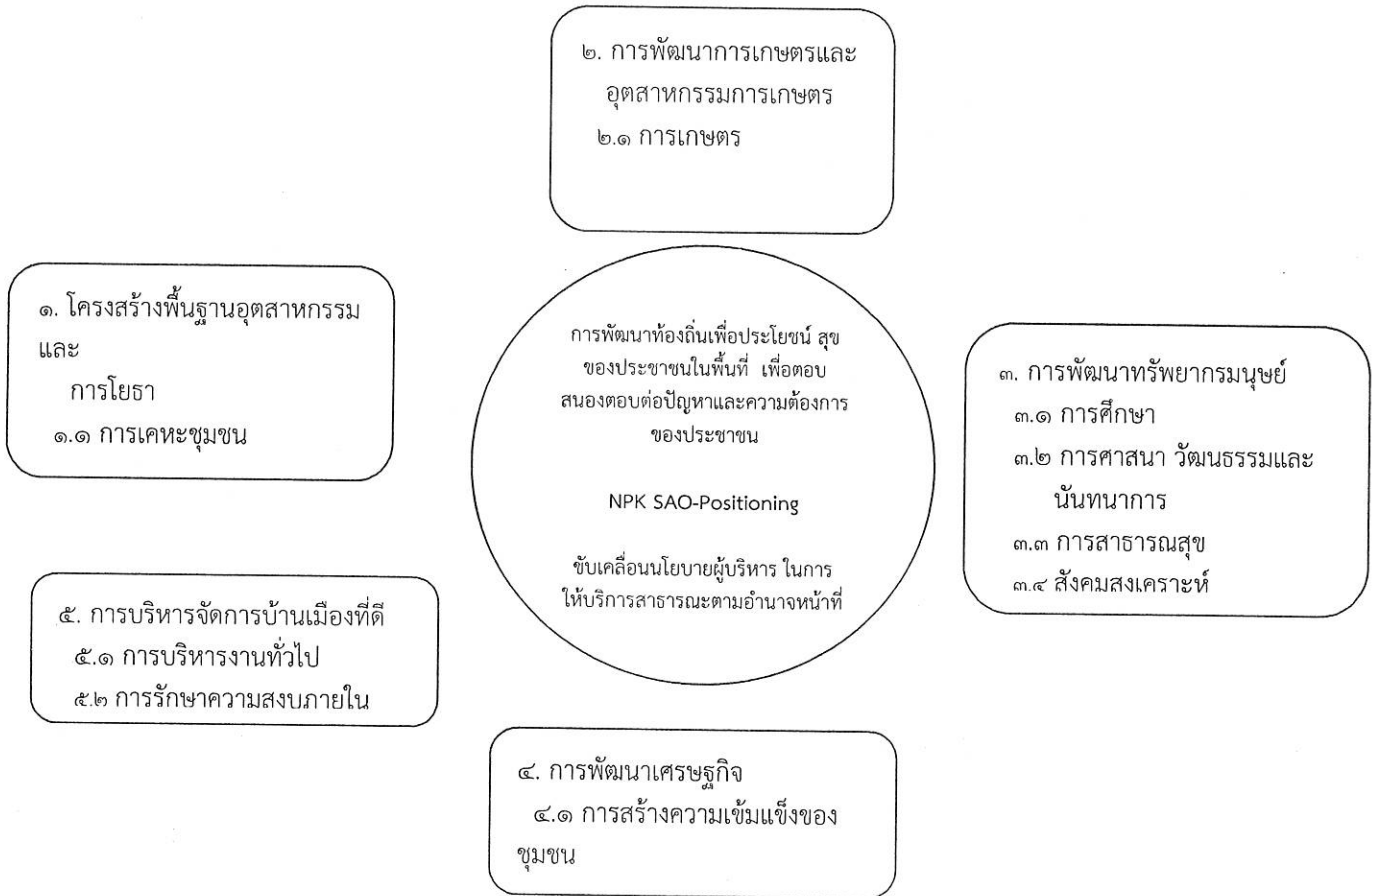 ๒. การพัฒนาการเกษตรและ
อุตสาหกรรมการเกษตร
๒.๑ การเกษตร
๑. โครงสร้างพื้นฐานอุตสาหกรรม
และ
การโยธา
๑.๑ การเคหะชุมชน
การพัฒนาท้องถิ่นเพื่อประโยชน์ สุข
ของประชาชนในพื้นที่ เพื่อตอบ
สนองตอบต่อปัญหาและความต้องการ
ของประชาชน
NPK SAO-Positioning
ขับเคลื่อนนโยบายผู้บริหาร ในการ
ให้บริการสาธารณะตามอำนาจหน้าที่
๓. การพัฒนาทรัพยากรมนุษย์
๓.๑ การศึกษา
๓.๒ การศาสนา วัฒนธรรมและ
นันทนาการ
๓.๓ การสาธารณสุข
๓.๔ สังคมสงเคราะห์
๕. การบริหารจัดการบ้านเมืองที่ดี
๕.๑ การบริหารงานทั่วไป
๕.๒ การรักษาความสงบภายใน
๔. การพัฒนาเศรษฐกิจ
๔.๑ การสร้างความเข้มแข็งของ
ชุมชน